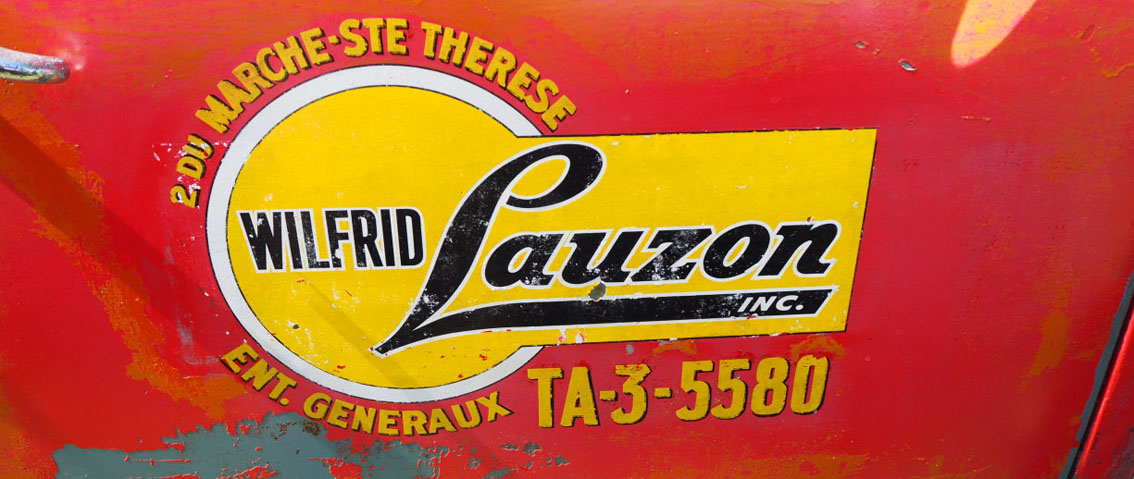 2 DU MARCHE-STE THERESE
WILFRID Lauzon
INC.
ENT. GENERAUX
TA-3-5580